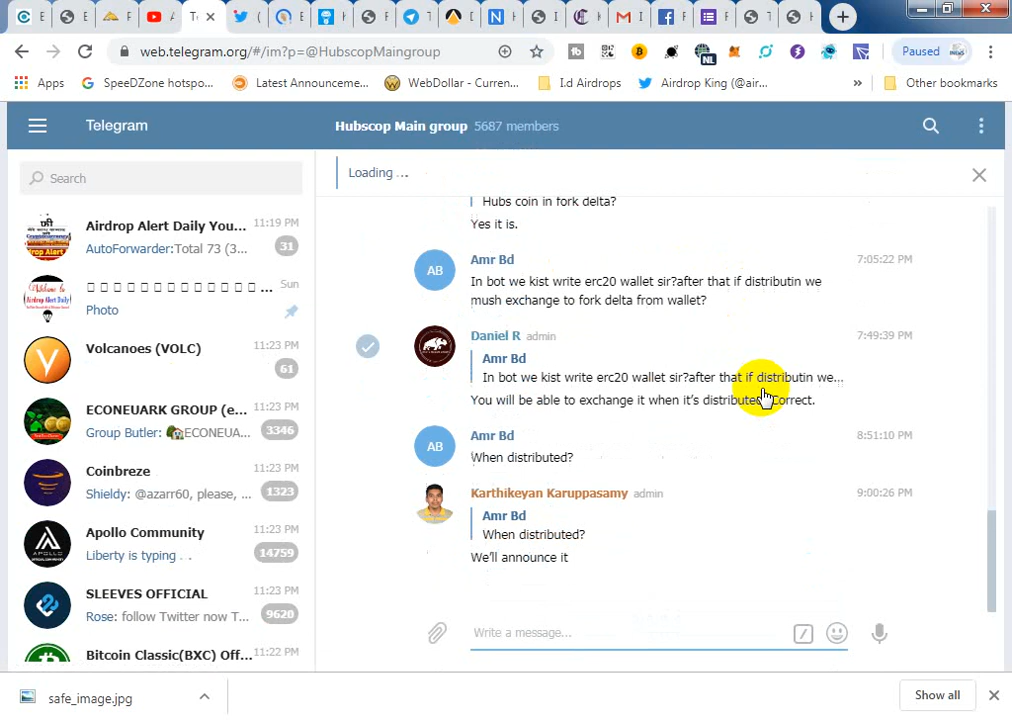 Te
web.telegram.org/#/im?p=@HubscopMaingroup
NL
Paused
Apps
SpeeDZone hotspo...
Latest Announceme...
WebDollar - Curren...
I.d Airdrops
Airdrop King (@air...
»
Other bookmarks
Telegram
Hubscop Main group 5687 members
Search
Loading ...
Airdrop Alert Daily You...
11:19 PM
AutoForwarder:Total 73 (3...
31
Sun
Photo
Volcanoes (VOLC)
11:23 PM
61
ECONEUARK GROUP (e...
11:23 PM
Group Butler: ECONEUA...
3346
Coinbreze
11:23 PM
Shieldy: @azarr60, please, ...
1323
Apollo Community
11:23 PM
Liberty is typing . .
14759
SLEEVES OFFICIAL
11:23 PM
Rose: follow Twitter now T...
9620
Bitcoin Classic(BXC) Off...
11:22 PM
Hubs coin in fork delta?
Yes it is.
Amr Bd
7:05:22 PM
AB
In bot we kist write erc20 wallet sir?after that if distributin we
mush exchange to fork delta from wallet?
Daniel R admin
7:49:39 PM
Amr Bd
In bot we kist write erc20 wallet sir?after that if distributin we...
You will be able to exchange it when it's distributed. Correct.
Amr Bd
8:51:10 PM
AB
When distributed?
Karthikeyan Karuppasamy admin
9:00:26 PM
Amr Bd
When distributed?
We'll announce it
Write a message...
safe_image.jpg
Show all